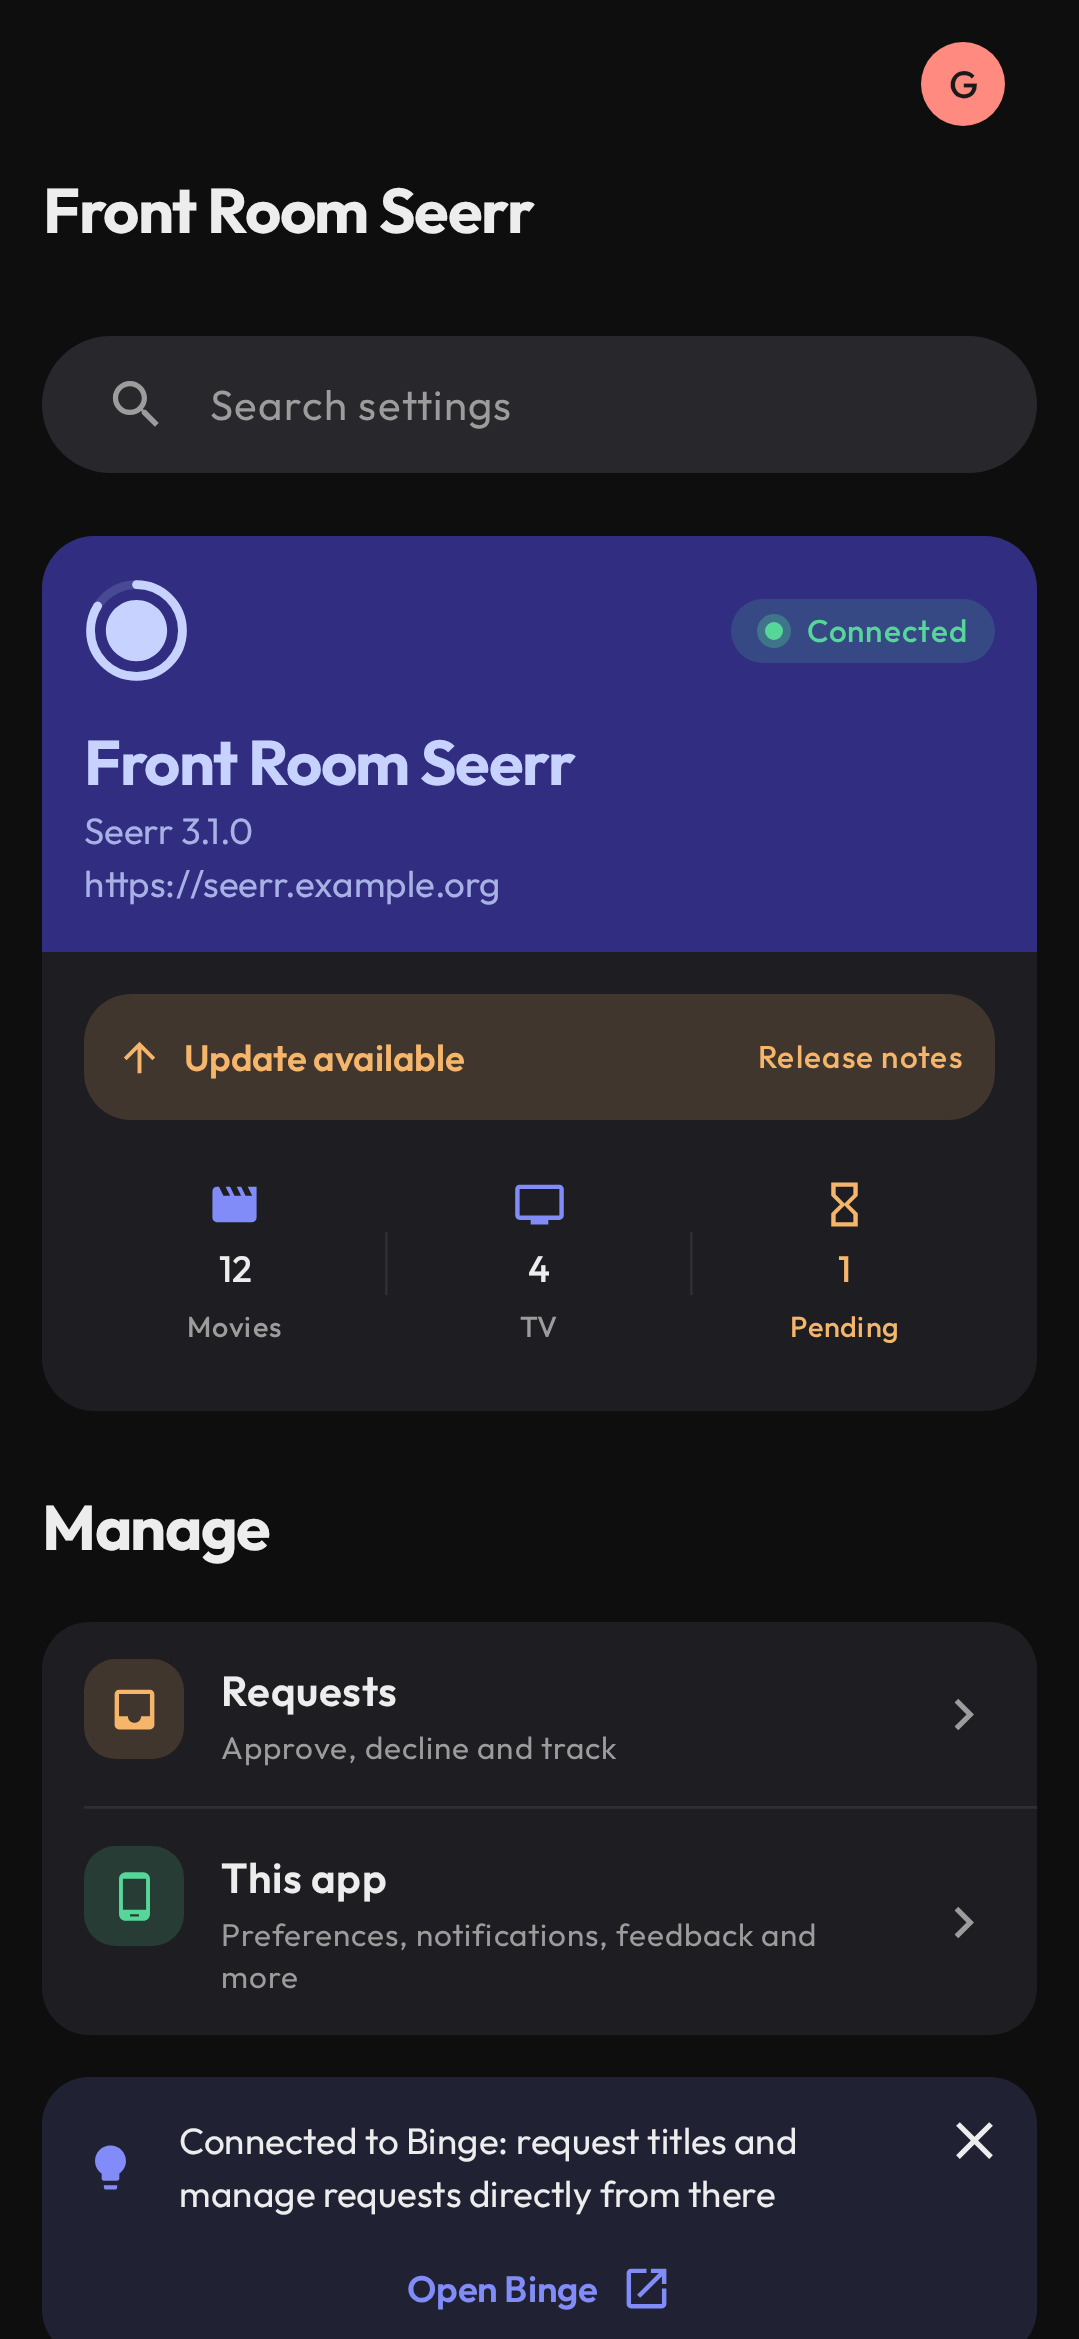 G
Front Room Seerr
Search settings
Connected
Front Room Seerr
Seerr 3.1.0
https://seerr.example.org
Update available
Release notes
12
4
1
Movies
TV
Pending
Manage
Requests
Approve, decline and track
This app
Preferences, notifications, feedback and
more
Connected to Binge: request titles and
manage requests directly from there
Open Binge